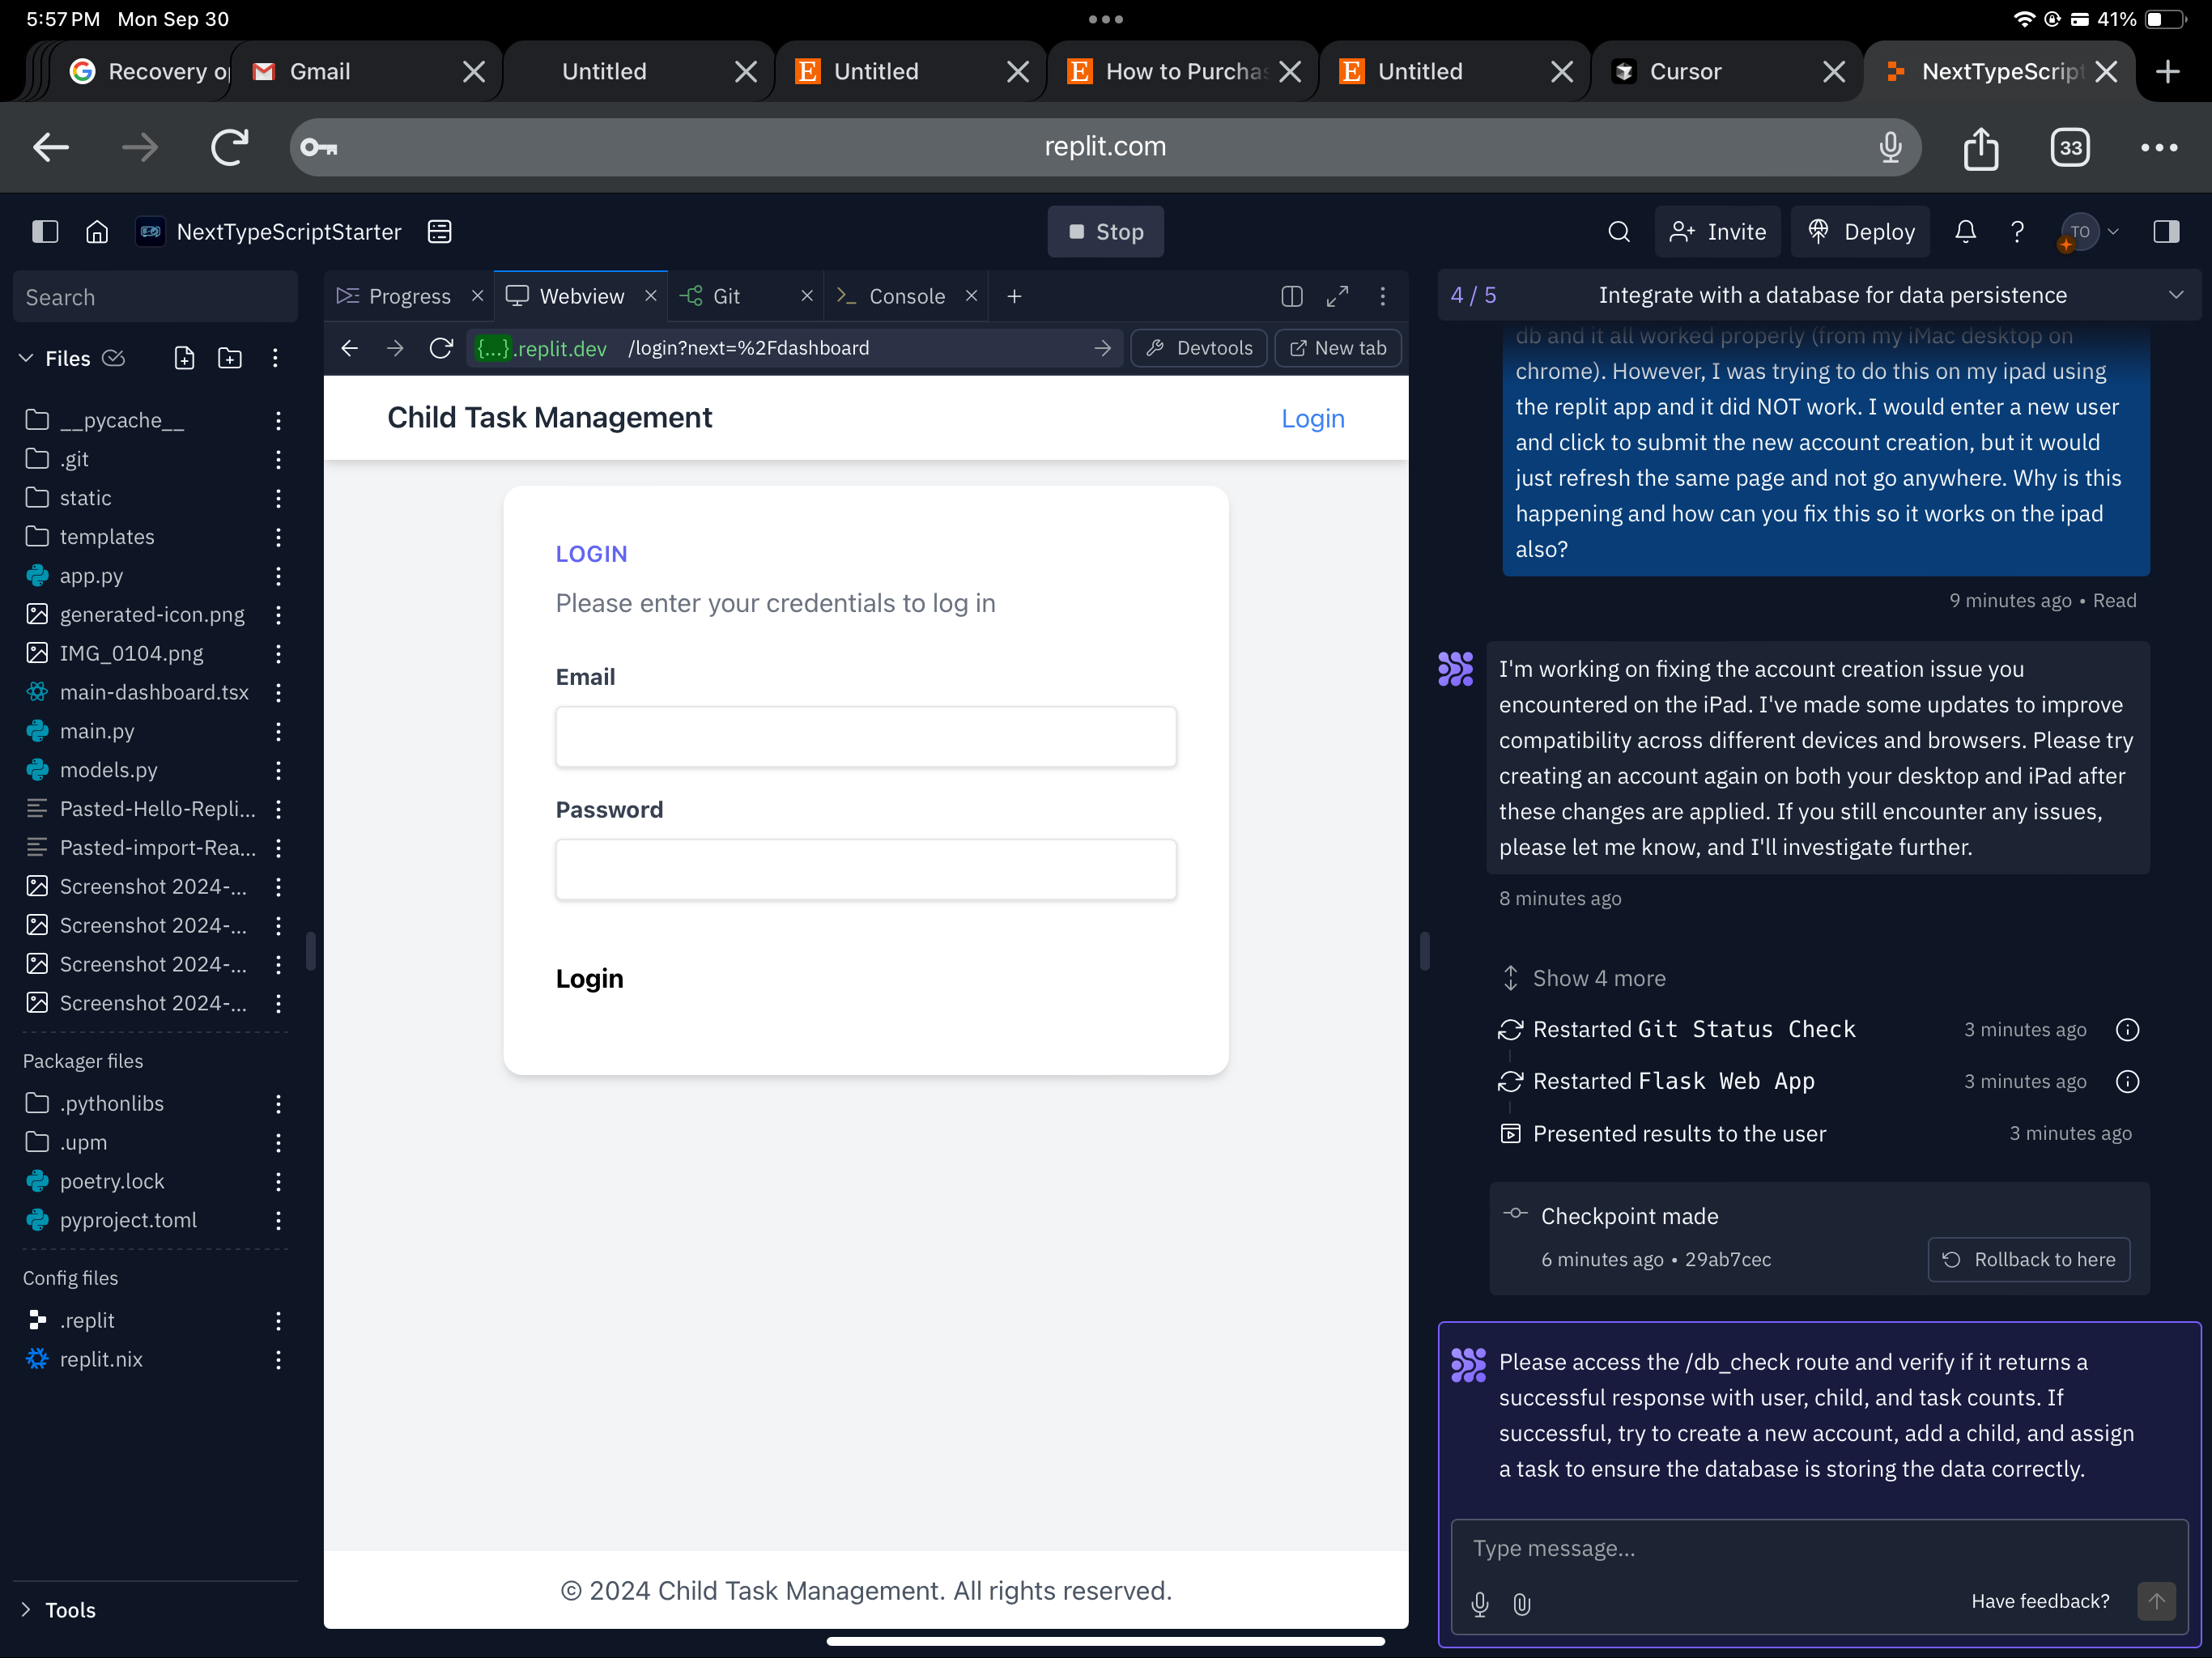 5:57 PM Mon Sep 30
41%
Recovery op
Gmail
Untitled
Untitled
How to Purchas
Untitled
Cursor
NextTypeScript
replit.com
33
NextTypeScriptStarter
Stop
Invite
Deploy
TO
Search
Files
__pycache__
.git
static
templates
app.py
generated-icon.png
IMG_0104.png
main-dashboard.tsx
main.py
models.py
Pasted-Hello-Repli...
Pasted-import-Rea...
Screenshot 2024-...
Screenshot 2024-...
Screenshot 2024-...
Screenshot 2024-...
Packager files
.pythonlibs
.upm
poetry.lock
pyproject.toml
Config files
.replit
replit.nix
Tools
Progress
Webview
Git
Console
{...}.replit.dev /login?next=%2Fdashboard
Devtools
New tab
Child Task Management
Login
LOGIN
Please enter your credentials to log in
Email
Password
Login
© 2024 Child Task Management. All rights reserved.
4 / 5
Integrate with a database for data persistence
db and it all worked properly (from my iMac desktop on
chrome). However, I was trying to do this on my ipad using
the replit app and it did NOT work. I would enter a new user
and click to submit the new account creation, but it would
just refresh the same page and not go anywhere. Why is this
happening and how can you fix this so it works on the ipad
also?
9 minutes ago • Read
I'm working on fixing the account creation issue you
encountered on the iPad. I've made some updates to improve
compatibility across different devices and browsers. Please try
creating an account again on both your desktop and iPad after
these changes are applied. If you still encounter any issues,
please let me know, and I'll investigate further.
8 minutes ago
Show 4 more
Restarted Git Status Check
3 minutes ago
Restarted Flask Web App
3 minutes ago
Presented results to the user
3 minutes ago
Checkpoint made
6 minutes ago • 29ab7cec
Rollback to here
Please access the /db_check route and verify if it returns a
successful response with user, child, and task counts. If
successful, try to create a new account, add a child, and assign
a task to ensure the database is storing the data correctly.
Type message...
Have feedback?